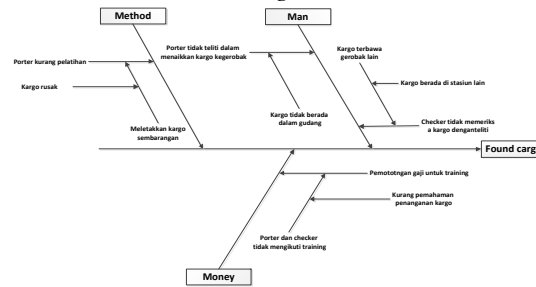 Method
Man
Porter kurang pelatihan
Kargo rusak
Meletakkan kargo
sembarangan
Porter tidak teliti dalam
menaikkan kargo kegerobak
Kargo tidak berada
dalam gudang
Kargo terbawa
gerobak lain
Kargo berada di stasiun lain
Checker tidak memeriks
a kargo denganteliti
Found carg
Pemototngan gaji untuk training
Kurang pemahaman
penanganan kargo
Porter dan checker
tidak mengikuti training
Money